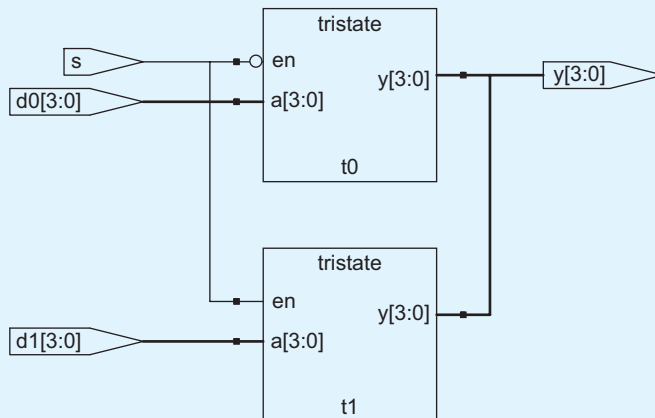 tristate
s
en
y[3:0]
y[3:0]
d0[3:0]
a[3:0]
t0
tristate
en
y[3:0]
d1[3:0]
a[3:0]
t1